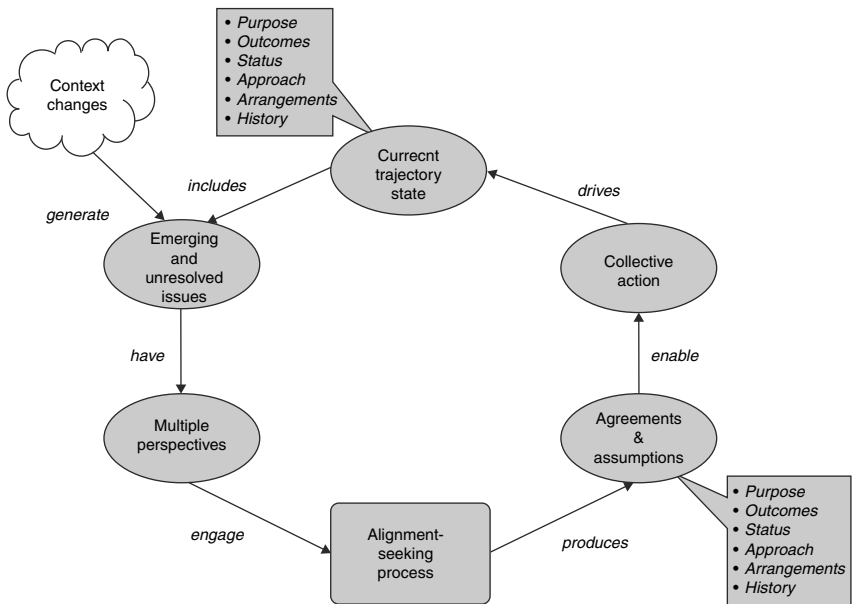 • Purpose
• Outcomes
• Status
• Approach
• Arrangements
• History
Context
changes
Currecnt
trajectory
state
includes
drives
generate
Emerging
and
unresolved
issues
Collective
action
have
enable
Multiple
perspectives
Agreements
&
assumptions
• Purpose
• Outcomes
• Status
• Approach
• Arrangements
• History
engage
Alignment-
seeking
process
produces